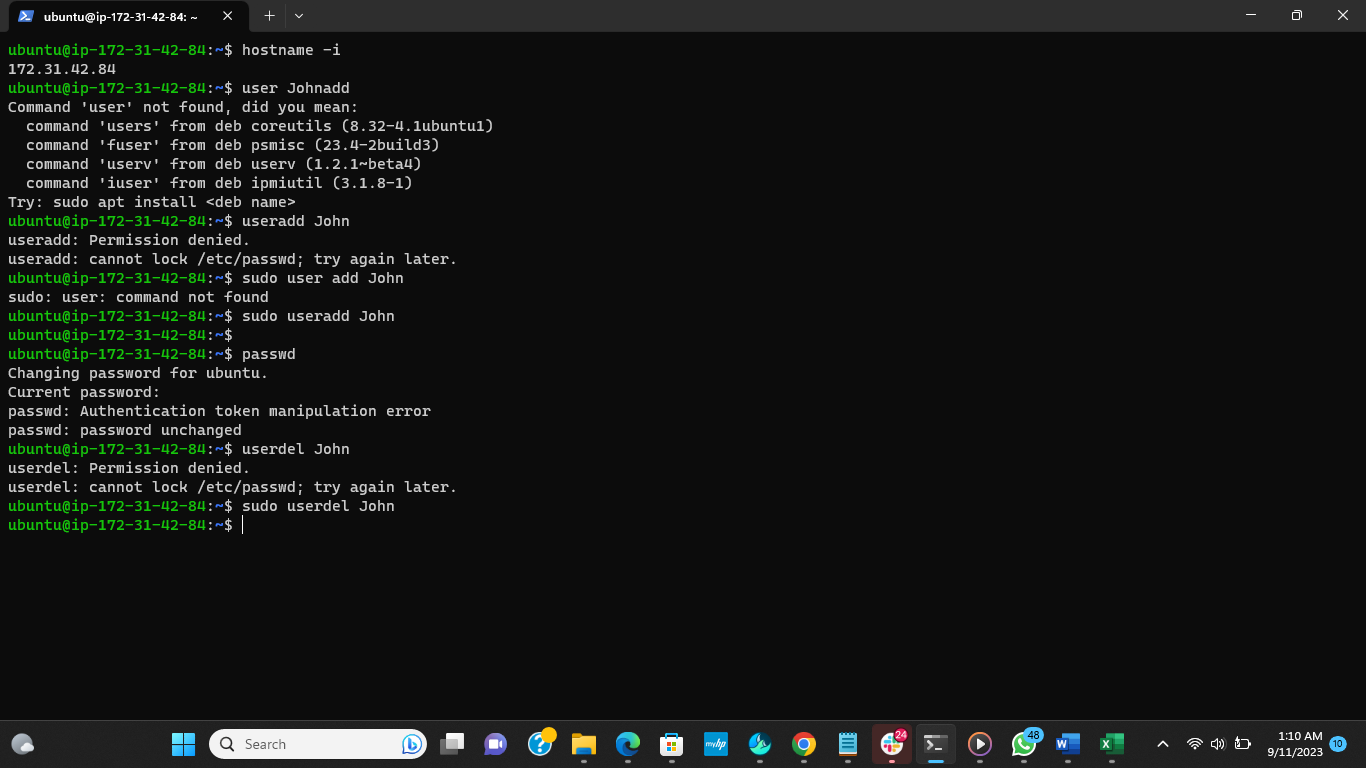 ubuntu@ip-172-31-42-84: ~
ubuntu@ip-172-31-42-84:~$ hostname -i
172.31.42.84
ubuntu@ip-172-31-42-84:~$ user Johnadd
Command 'user' not found, did you mean:
  command 'users' from deb coreutils (8.32-4.1ubuntu1)
  command 'fuser' from deb psmisc (23.4-2build3)
  command 'userv' from deb userv (1.2.1~beta4)
  command 'iuser' from deb ipmiutil (3.1.8-1)
Try: sudo apt install <deb name>
ubuntu@ip-172-31-42-84:~$ useradd John
useradd: Permission denied.
useradd: cannot lock /etc/passwd; try again later.
ubuntu@ip-172-31-42-84:~$ sudo user add John
sudo: user: command not found
ubuntu@ip-172-31-42-84:~$ sudo useradd John
ubuntu@ip-172-31-42-84:~$
ubuntu@ip-172-31-42-84:~$ passwd
Changing password for ubuntu.
Current password:
passwd: Authentication token manipulation error
passwd: password unchanged
ubuntu@ip-172-31-42-84:~$ userdel John
userdel: Permission denied.
userdel: cannot lock /etc/passwd; try again later.
ubuntu@ip-172-31-42-84:~$ sudo userdel John
ubuntu@ip-172-31-42-84:~$
Search
myhp
24
48
W
X
1:10 AM
9/11/2023
10